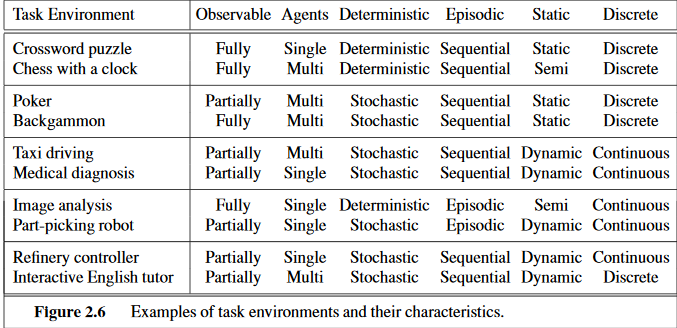 Task Environment Observable Agents Deterministic Episodic Static Discrete
Crossword puzzle Fully Single Deterministic Sequential Static Discrete
Chess with a clock Fully Multi Deterministic Sequential Semi Discrete
Poker Partially Multi Stochastic Sequential Static Discrete
Backgammon Fully Multi Stochastic Sequential Static Discrete
Taxi driving Partially Multi Stochastic Sequential Dynamic Continuous
Medical diagnosis Partially Single Stochastic Sequential Dynamic Continuous
Image analysis Fully Single Deterministic Episodic Semi Continuous
Part-picking robot Partially Single Stochastic Episodic Dynamic Continuous
Refinery controller Partially Single Stochastic Sequential Dynamic Continuous
Interactive English tutor Partially Multi Stochastic Sequential Dynamic Discrete
Figure 2.6 Examples of task environments and their characteristics.